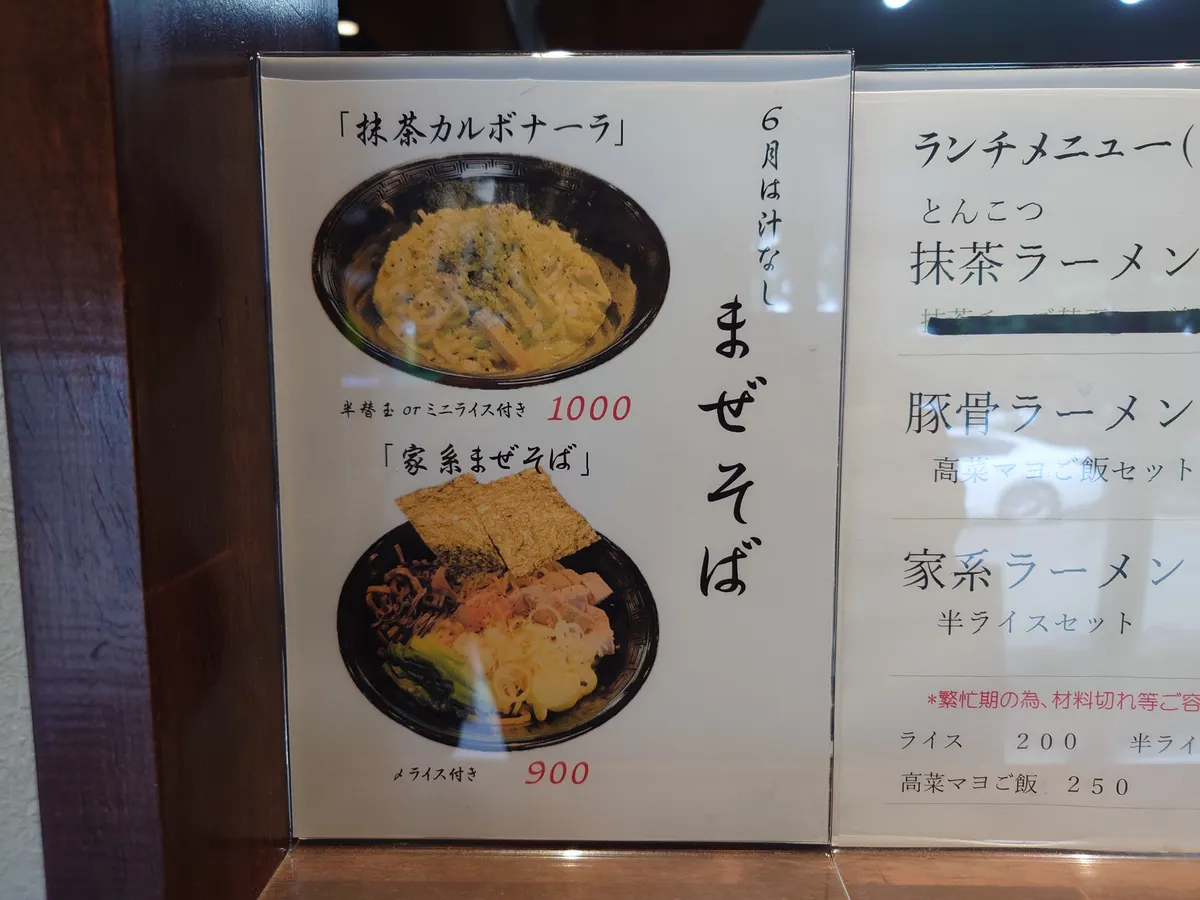 「抹茶カルボナーラ」
半替玉 or ミニライス付き 1000
「家系まぜそば」
〆ライス付き 900
6月は汁なし
まぜそば
ランチメニュー(
とんこつ
抹茶ラーメン
豚骨ラーメン
高菜マヨご飯セット
家系ラーメン
半ライスセット
*繁忙期の為、材料切れ等ご容
ライス 200 半ライ
高菜マヨご飯 250